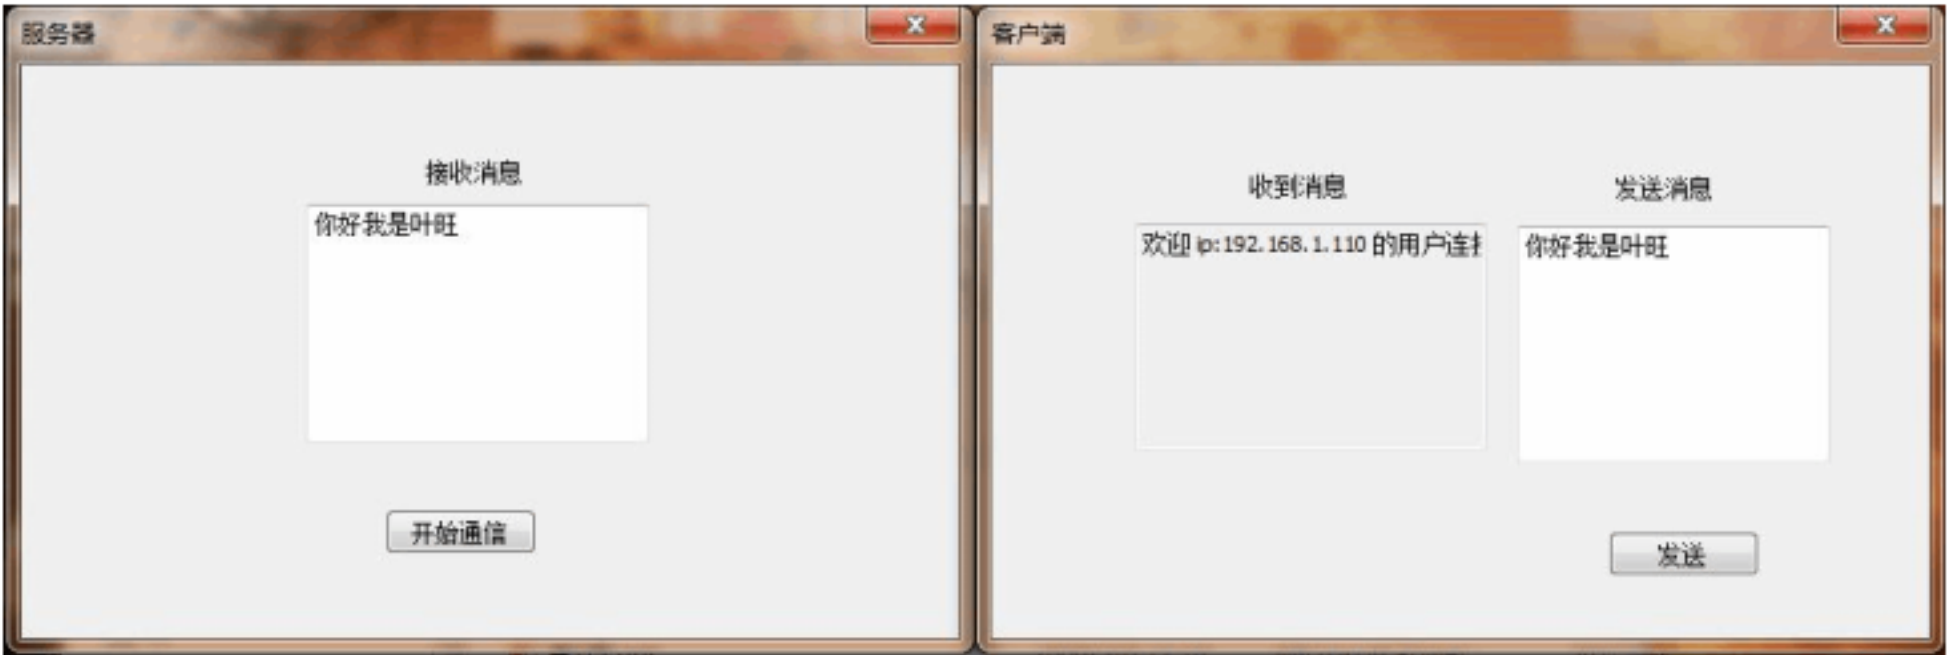 服务器
接收消息
你好我是叶旺
开始通信
客户端
收到消息
发送消息
欢迎 ip:192.168.1.110 的用户连
你好我是叶旺
发送